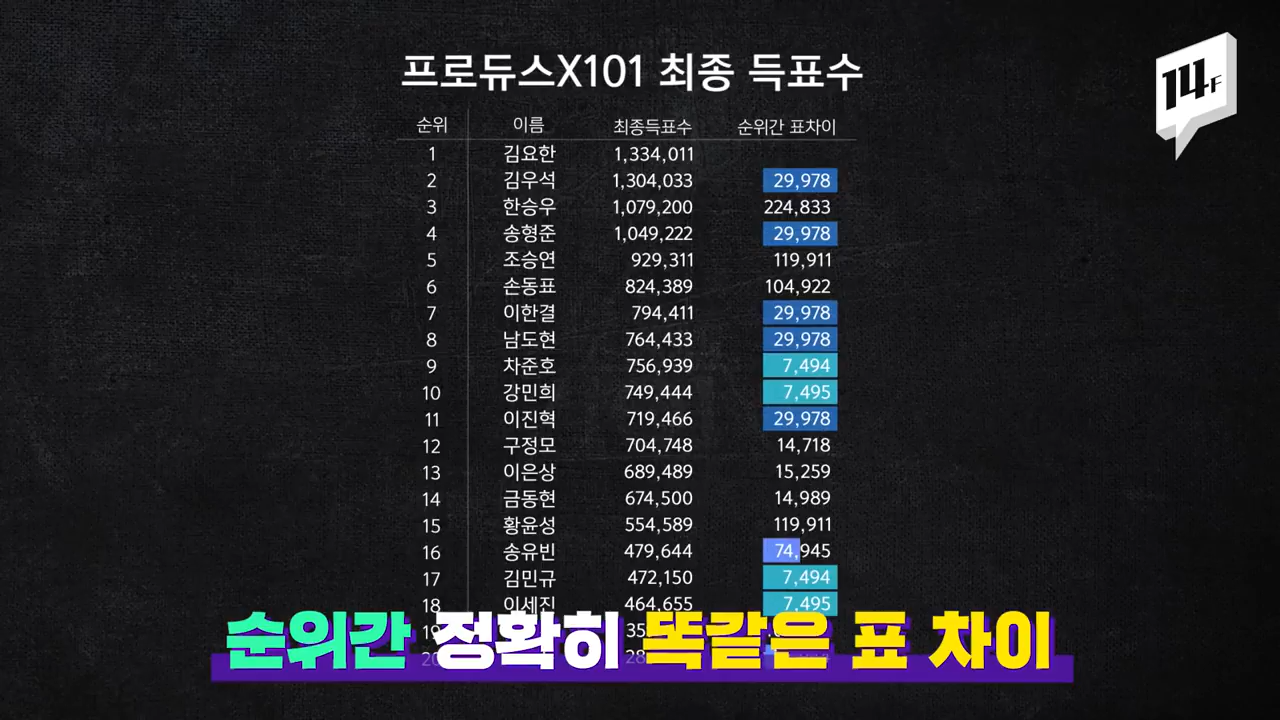 프로듀스X101 최종 득표수
14F
순위 이름 최종득표수 순위간 표차이
1 김요한 1,334,011
2 김우석 1,304,033 29,978
3 한승우 1,079,200 224,833
4 송형준 1,049,222 29,978
5 조승연 929,311 119,911
6 손동표 824,389 104,922
7 이한결 794,411 29,978
8 남도현 764,433 29,978
9 차준호 756,939 7,494
10 강민희 749,444 7,495
11 이진혁 719,466 29,978
12 구정모 704,748 14,718
13 이은상 689,489 15,259
14 금동현 674,500 14,989
15 황윤성 554,589 119,911
16 송유빈 479,644 74,945
17 김민규 472,150 7,494
18 이세진 464,655 7,495
순위간 정확히 똑같은 표 차이